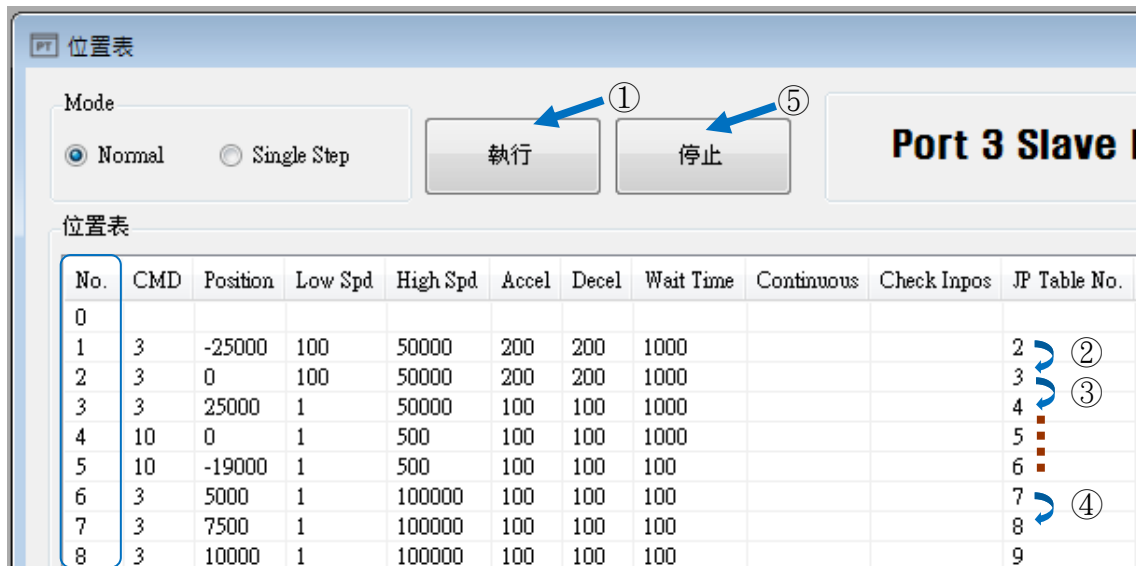 PT 位置表
① ⑤
Mode
Normal Single Step 執行 停止 Port 3 Slave
位置表
No. CMD Position Low Spd High Spd Accel Decel Wait Time Continuous Check Inpos JP Table No.
0
1 3 -25000 100 50000 200 200 1000 2 ②
2 3 0 100 50000 200 200 1000 3 ③
3 3 25000 1 50000 100 100 1000 4
4 10 0 1 500 100 100 1000 5
5 10 -19000 1 500 100 100 100 6
6 3 5000 1 100000 100 100 100 7 ④
7 3 7500 1 100000 100 100 100 8
8 3 10000 1 100000 100 100 100 9